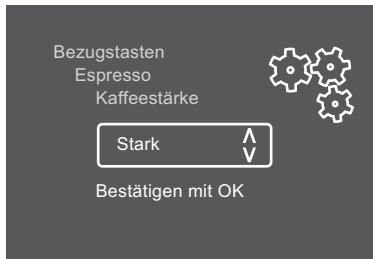 Bezugstasten
Espresso
Kaffeestärke
Stark
Bestätigen mit OK